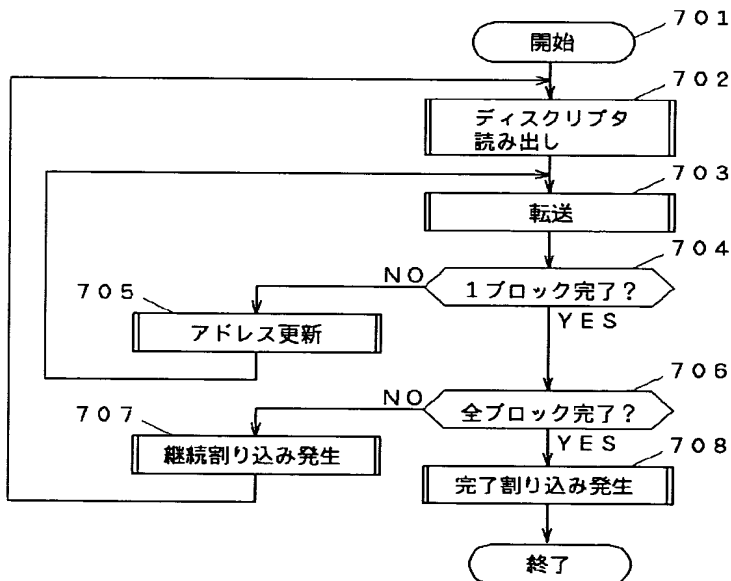 ７０１
開始
７０２
ディスクリプタ
読み出し
７０３
転送
７０４
１ブロック完了？
ＮＯ
ＹＥＳ
７０５
アドレス更新
７０６
全ブロック完了？
ＮＯ
ＹＥＳ
７０７
継続割り込み発生
７０８
完了割り込み発生
終了